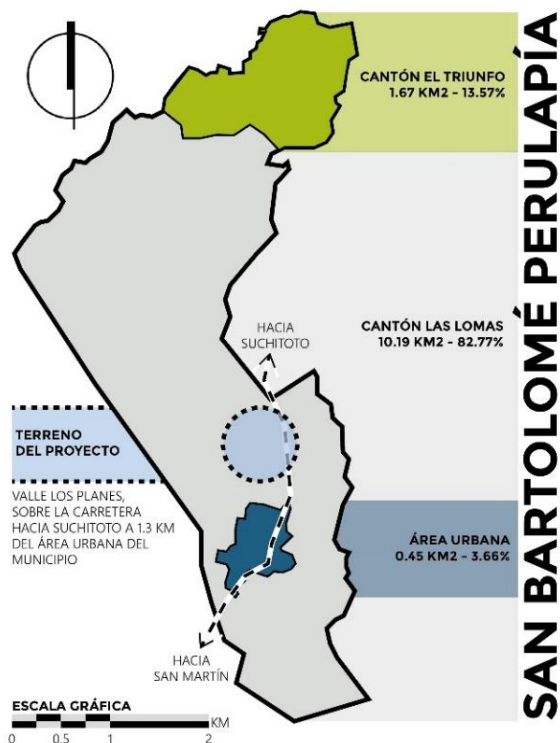 SAN BARTOLOME PERULAPÍA
CANTÓN EL TRIUNFO
1.67 KM2 - 13.57%
CANTÓN LAS LOMAS
10.19 KM2 - 82.77%
HACIA
SUCHITOTO
TERRENO
DEL PROYECTO
VALLE LOS PLANES,
SOBRE LA CARRETERA
HACIA SUCHITOTO A 1.3 KM
DEL ÁREA URBANA DEL
MUNICIPIO
ÁREA URBANA
0.45 KM2 - 3.66%
HACIA
SAN MARTÍN
ESCALA GRÁFICA
KM
0 0.5 1 2